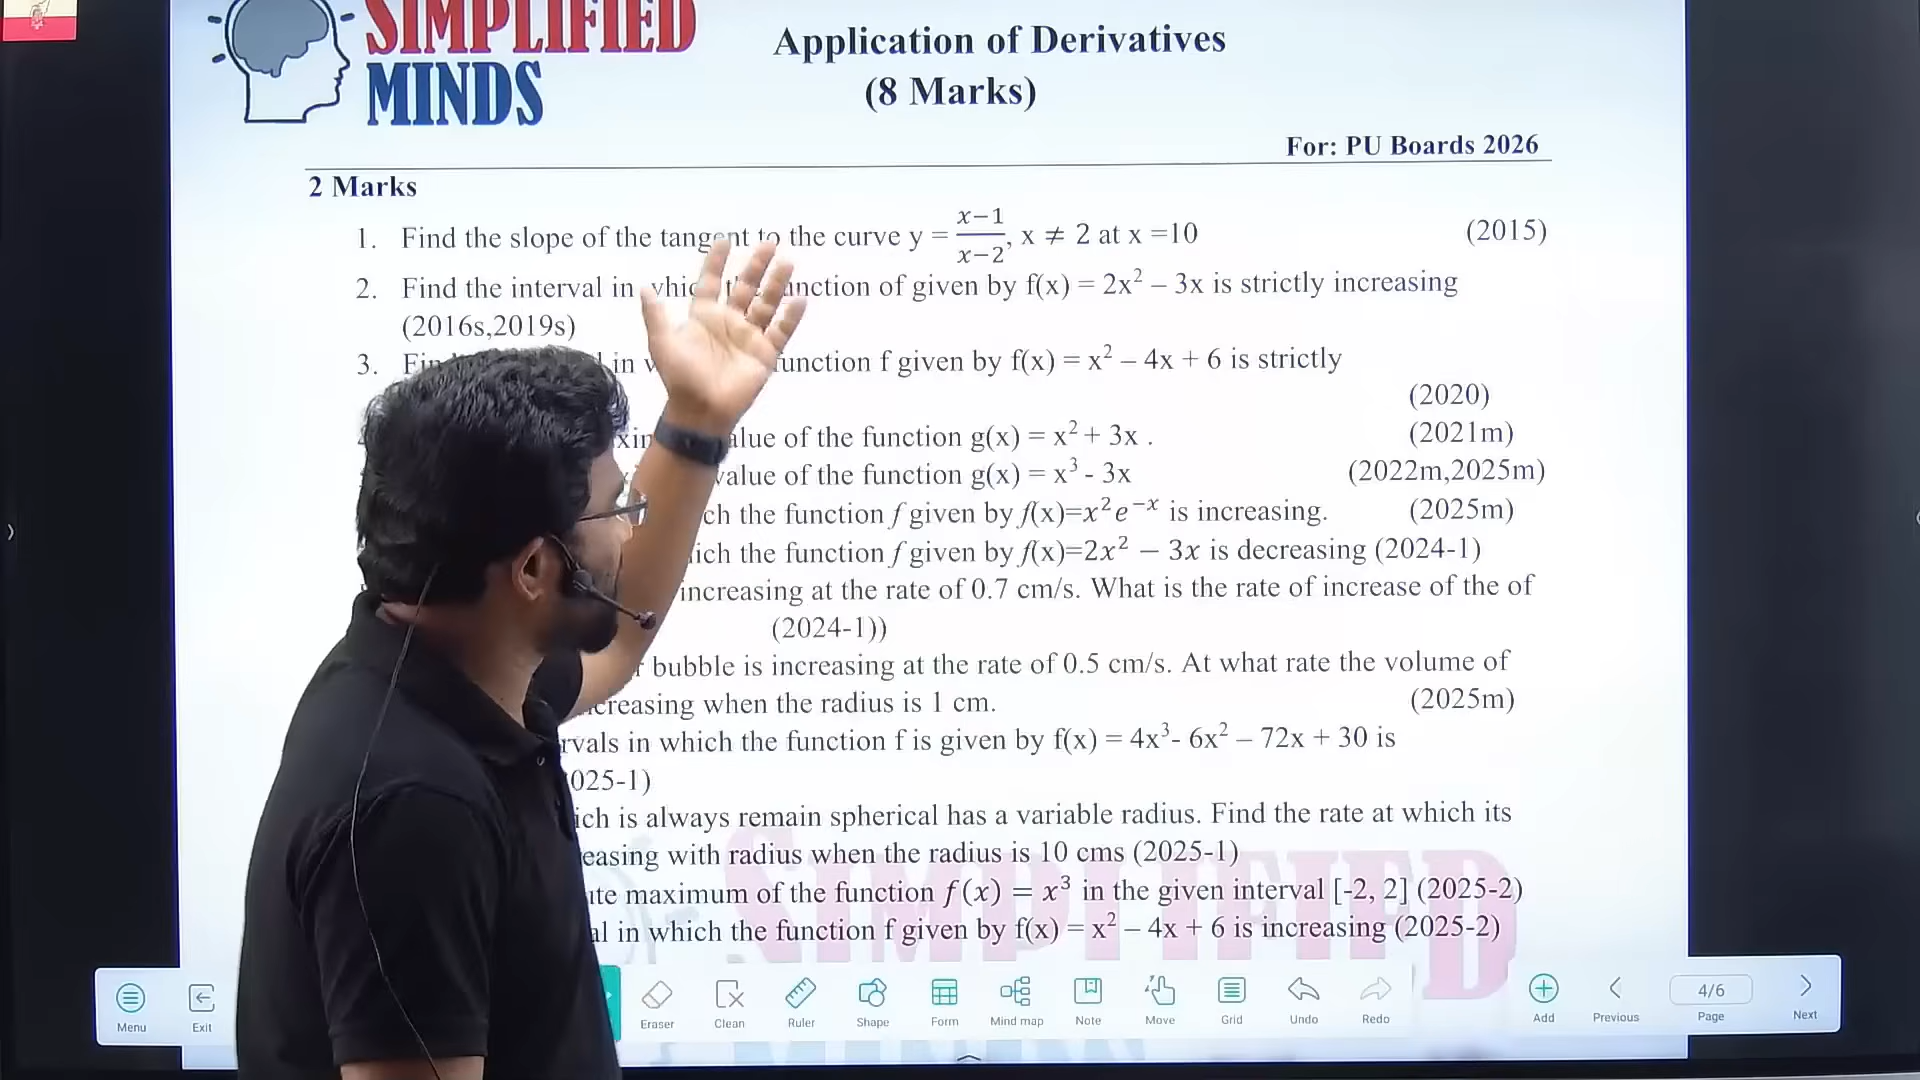 SIMPLIFIED
MINDS
Application of Derivatives
(8 Marks)
For: PU Boards 2026
2 Marks
1. Find the slope of the tangent to the curve y = \frac{x-1}{x-2}, x ≠ 2 at x =10 (2015)
2. Find the interval in which the function of given by f(x) = 2x² – 3x is strictly increasing
(2016s,2019s)
3. in function f given by f(x) = x² – 4x + 6 is strictly
(2020)
value of the function g(x) = x² + 3x . (2021m)
value of the function g(x) = x³ - 3x (2022m,2025m)
the function f given by f(x)=x²e⁻ˣ is increasing. (2025m)
the function f given by f(x)=2x² – 3x is decreasing (2024-1)
increasing at the rate of 0.7 cm/s. What is the rate of increase of the of
(2024-1))
bubble is increasing at the rate of 0.5 cm/s. At what rate the volume of
when the radius is 1 cm. (2025m)
in which the function f is given by f(x) = 4x³- 6x² – 72x + 30 is
025-1)
is always remain spherical has a variable radius. Find the rate at which its
with radius when the radius is 10 cms (2025-1)
maximum of the function f(x) = x³ in the given interval [-2, 2] (2025-2)
in which the function f given by f(x) = x² – 4x + 6 is increasing (2025-2)
SIMPLIFIED
Menu Exit Eraser Clean Ruler Shape Form Mind map Note Move Grid Undo Redo Add Previous 4/6 Page Next